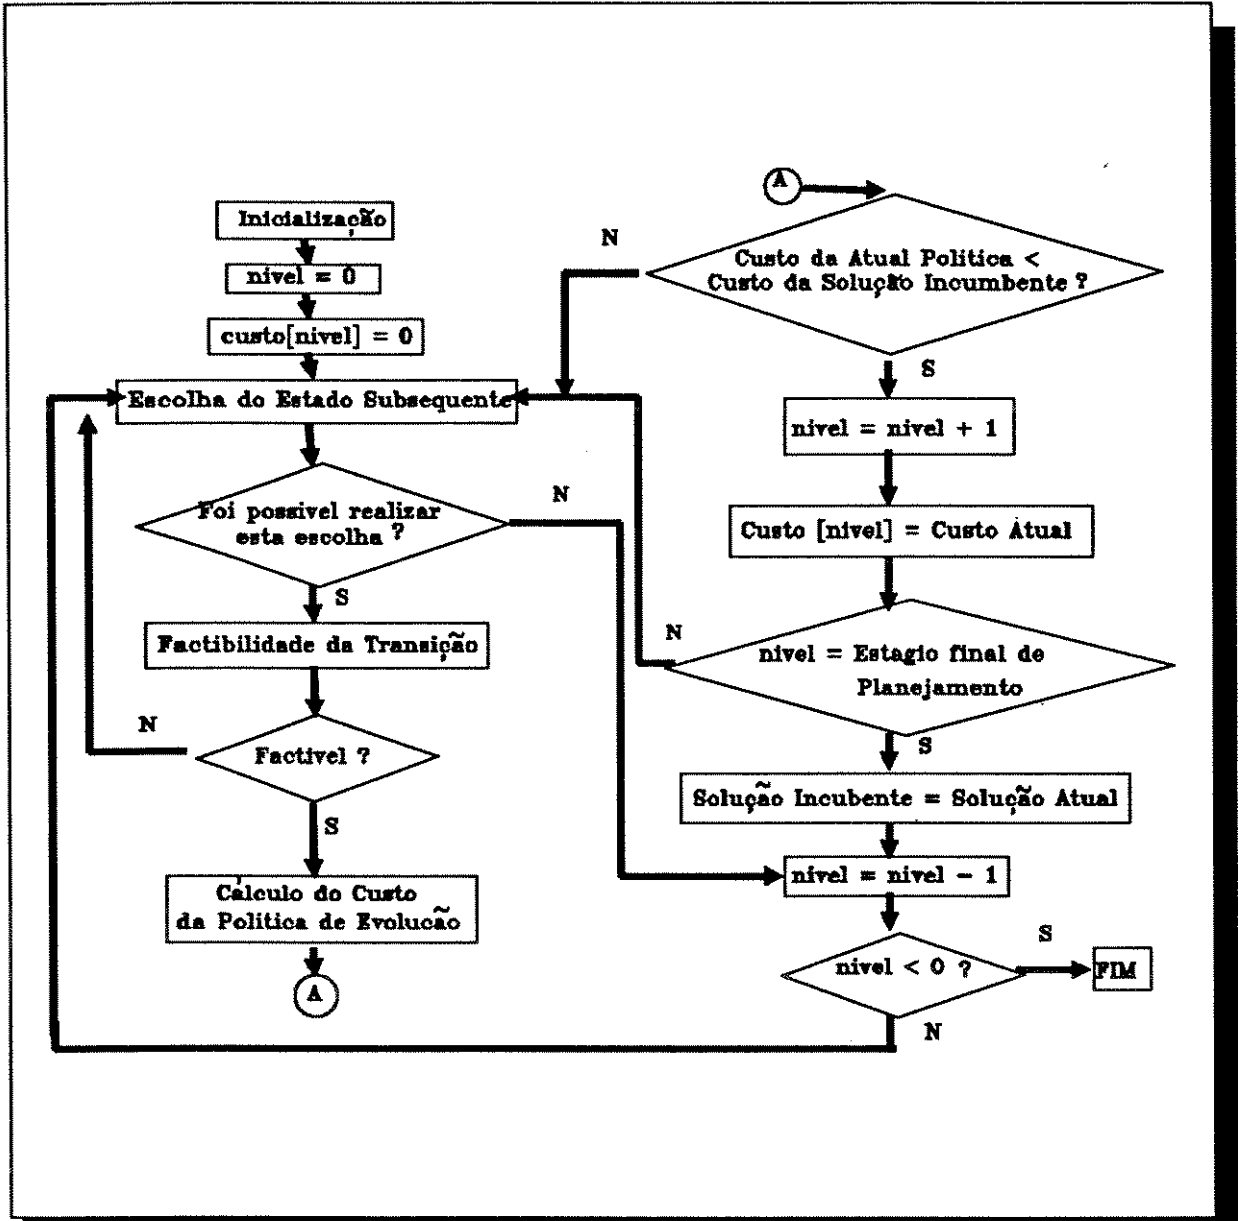 Inicialização
nivel = 0
custo[nivel] = 0
Escolha do Estado Subsequente
Foi possivel realizar
esta escolha ?
N
S
Factibilidade da Transição
N
Factivel ?
S
Cálculo do Custo
da Politica de Evolucão
A
A
N
Custo da Atual Politica <
Custo da Solução Incumbente ?
S
nivel = nivel + 1
Custo [nivel] = Custo Atual
N
nivel = Estagio final de
Planejamento
S
Solução Incubente = Solução Atual
nivel = nivel - 1
nivel < 0 ?
S
FIM
N